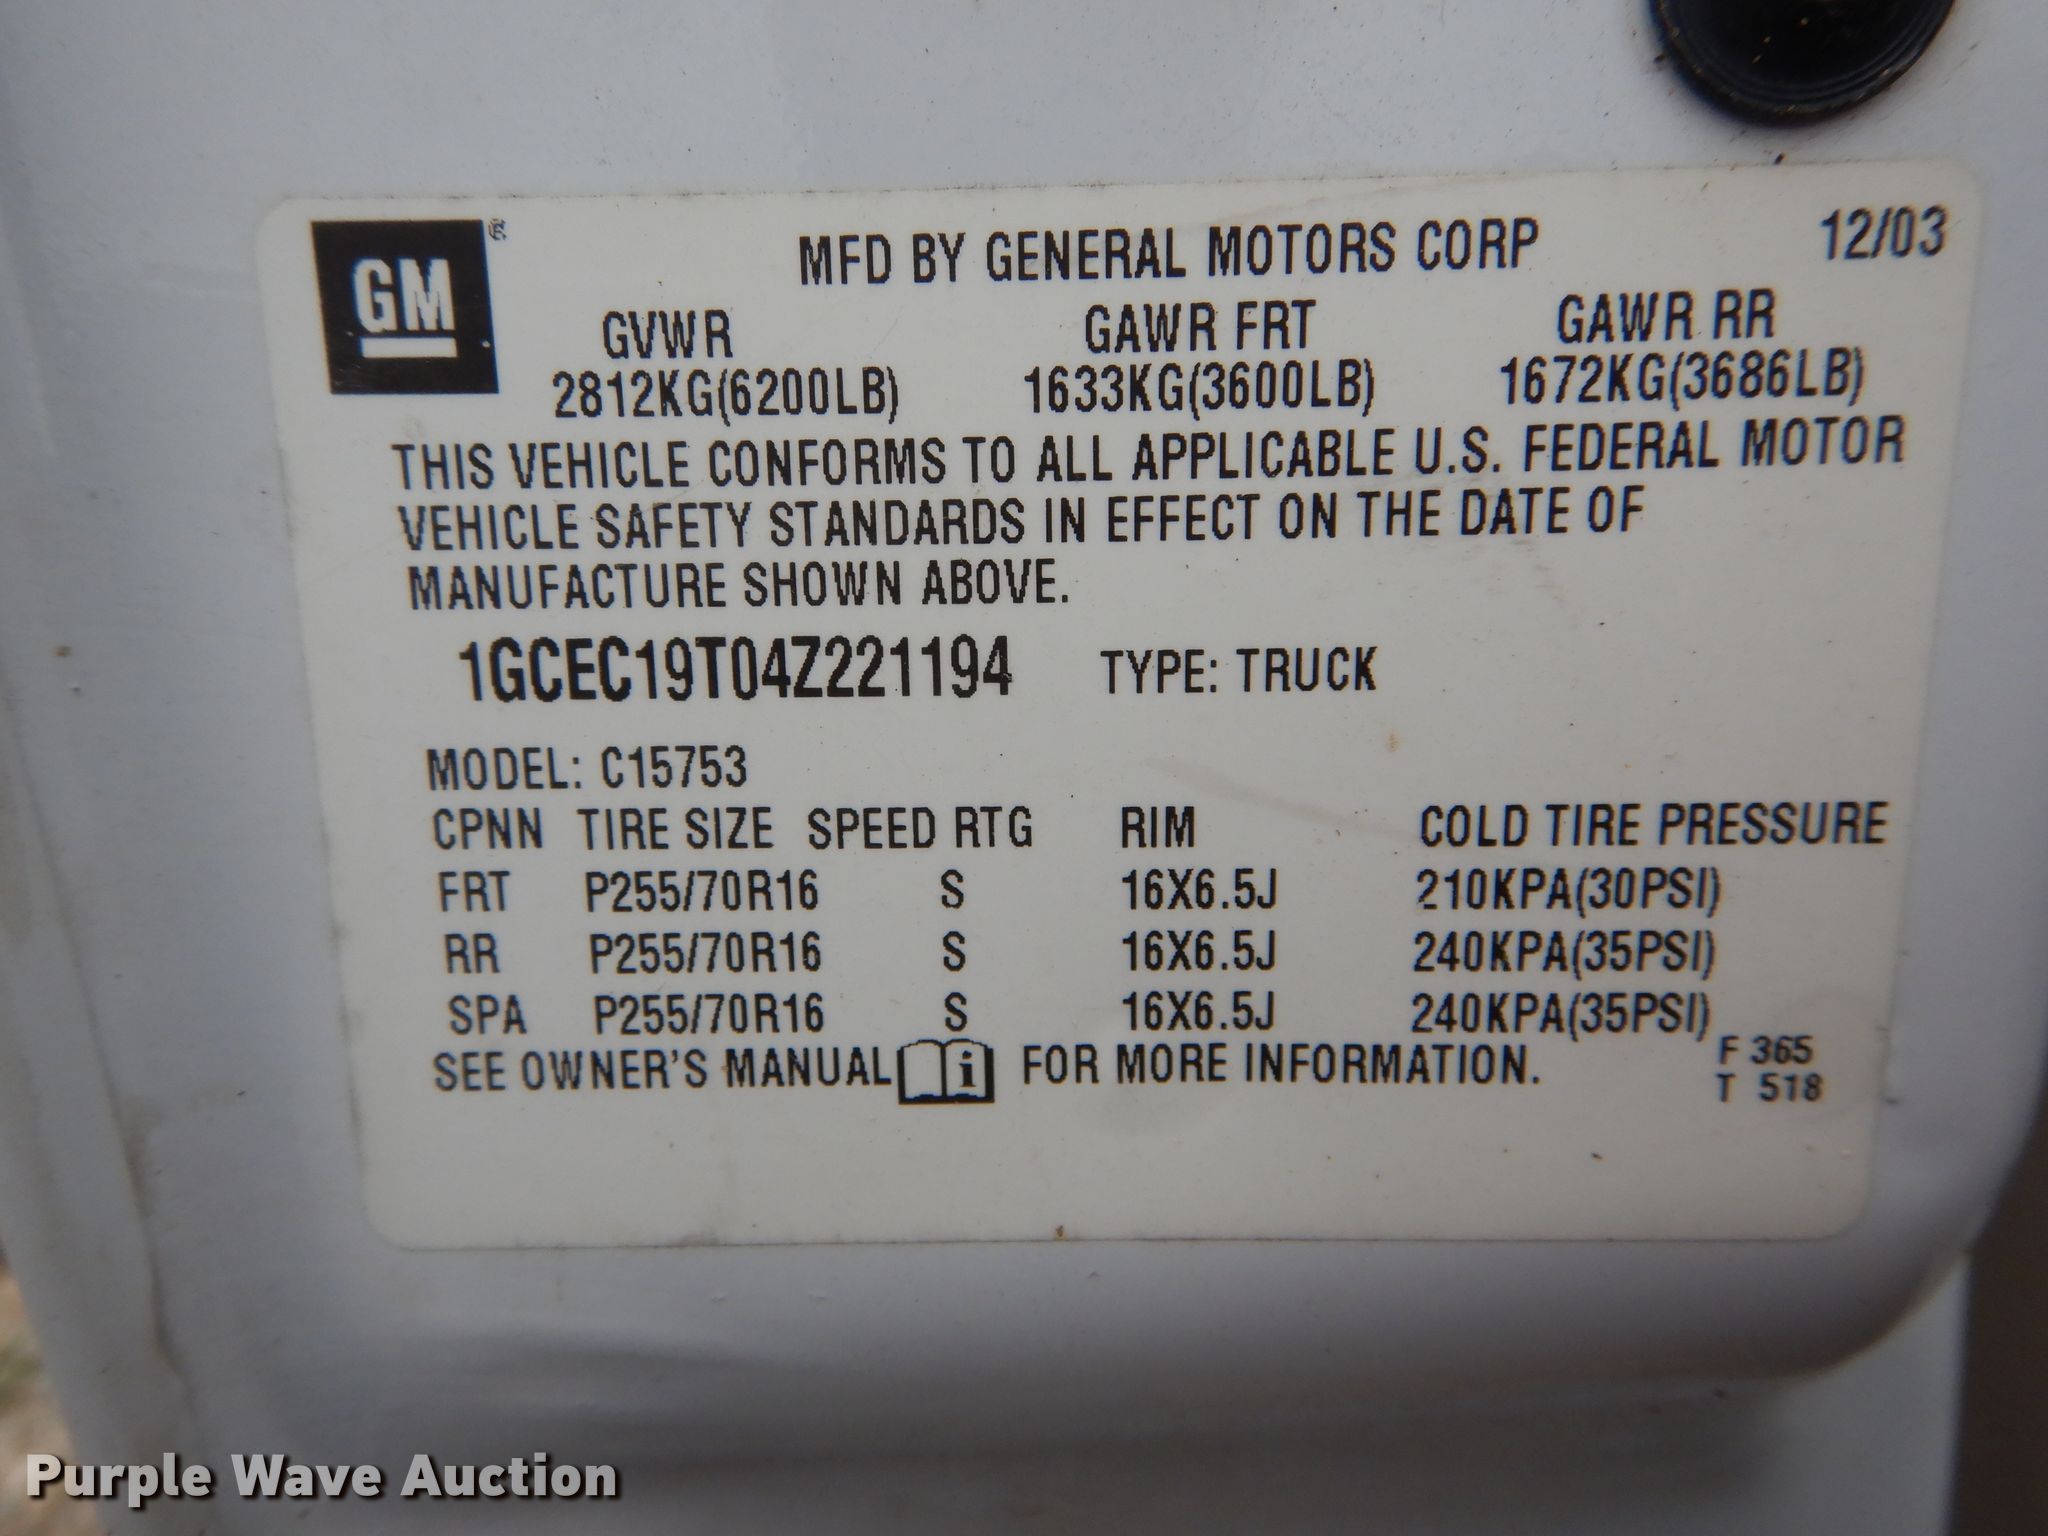 GM®
MFD BY GENERAL MOTORS CORP 12/03
GVWR GAWR FRT GAWR RR
2812KG(6200LB) 1633KG(3600LB) 1672KG(3686LB)
THIS VEHICLE CONFORMS TO ALL APPLICABLE U.S. FEDERAL MOTOR
VEHICLE SAFETY STANDARDS IN EFFECT ON THE DATE OF
MANUFACTURE SHOWN ABOVE.
1GCEC19T04Z221194 TYPE: TRUCK
MODEL: C15753
CPNN TIRE SIZE SPEED RTG RIM COLD TIRE PRESSURE
FRT P255/70R16 S 16X6.5J 210KPA(30PSI)
RR P255/70R16 S 16X6.5J 240KPA(35PSI)
SPA P255/70R16 S 16X6.5J 240KPA(35PSI)
SEE OWNER'S MANUAL i FOR MORE INFORMATION.
F 365
T 518
Purple Wave Auction